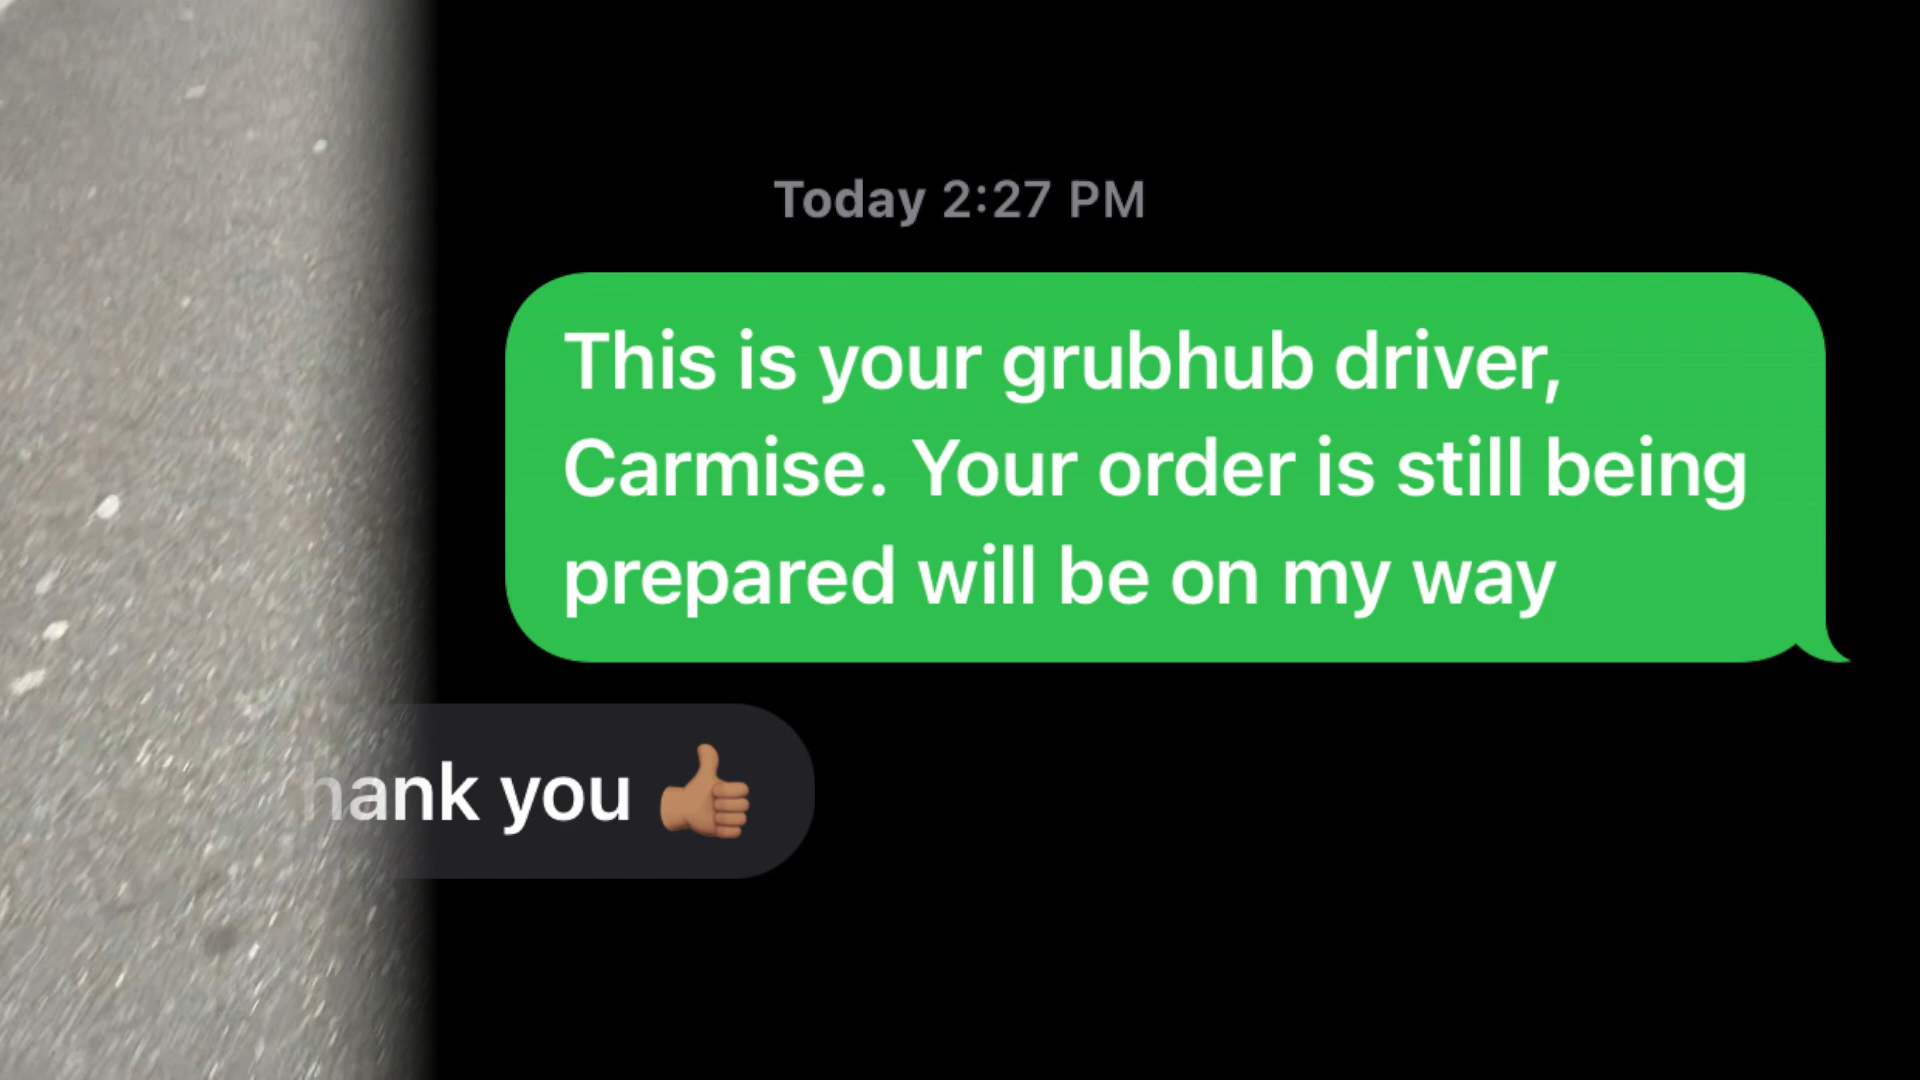 Today 2:27 PM
This is your grubhub driver,
Carmise. Your order is still being
prepared will be on my way
hank you 👍🏽